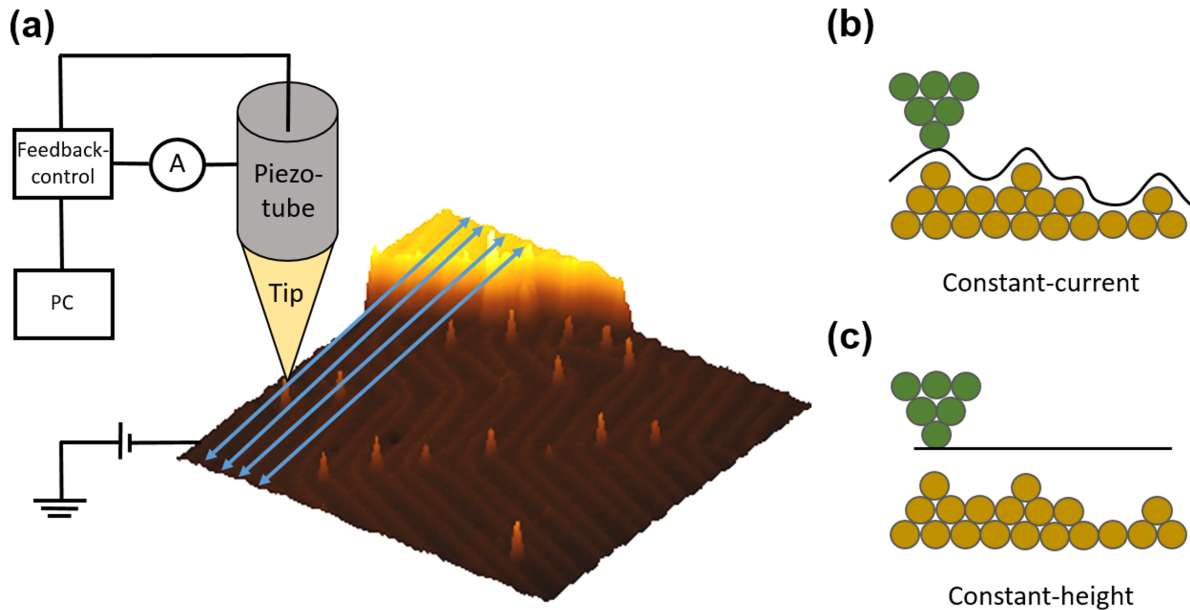 (a)
Feedback-
control
A
Piezo-
tube
PC
Tip
(b)
Constant-current
(c)
Constant-height